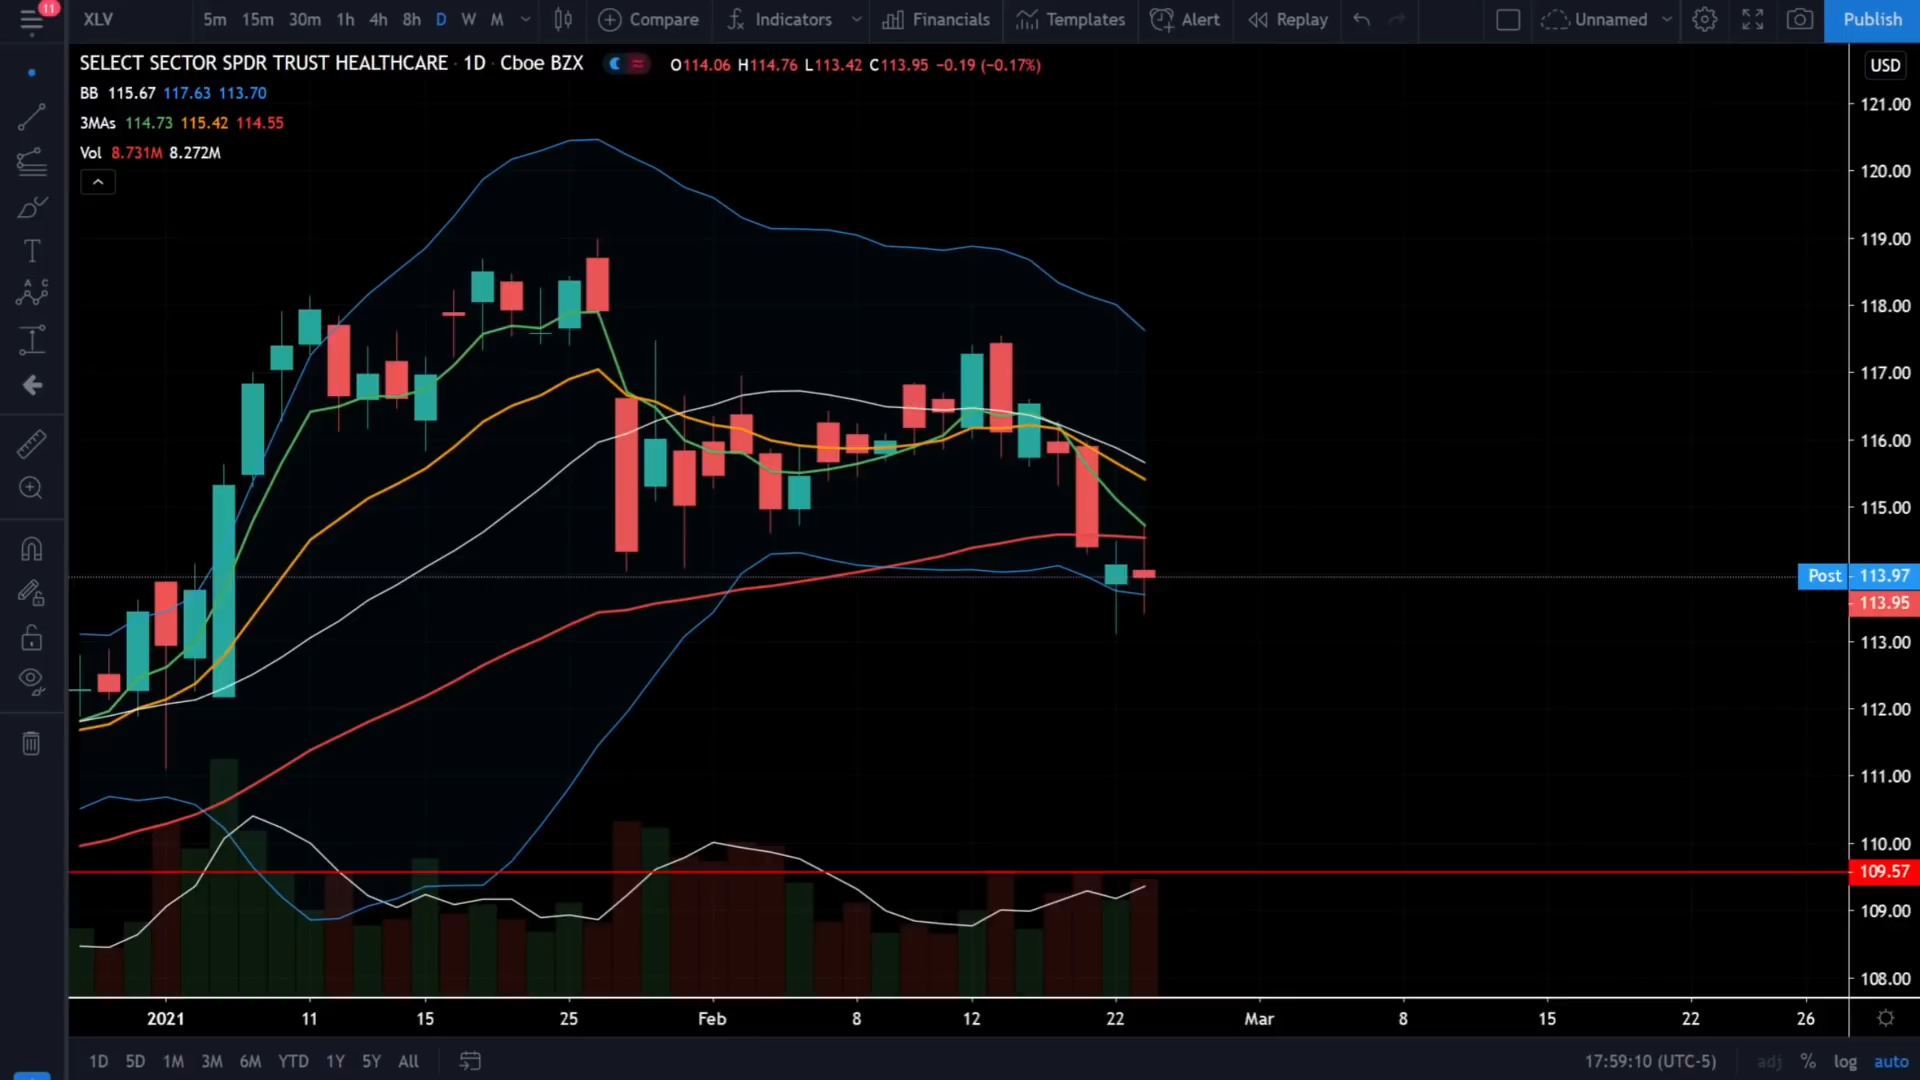 11
XLV 5m 15m 30m 1h 4h 8h D W M Compare Indicators Financials Templates Alert Replay Unnamed Publish
SELECT SECTOR SPDR TRUST HEALTHCARE · 1D · Cboe BZX O114.06 H114.76 L113.42 C113.95 −0.19 (−0.17%)
USD
BB 115.67 117.63 113.70
3MAs 114.73 115.42 114.55
Vol 8.731M 8.272M
121.00
120.00
119.00
118.00
117.00
116.00
115.00
Post 113.97
113.95
113.00
112.00
111.00
110.00
109.57
109.00
108.00
2021 11 15 25 Feb 8 12 22 Mar 8 15 22 26
1D 5D 1M 3M 6M YTD 1Y 5Y All 17:59:10 (UTC-5) adj % log auto